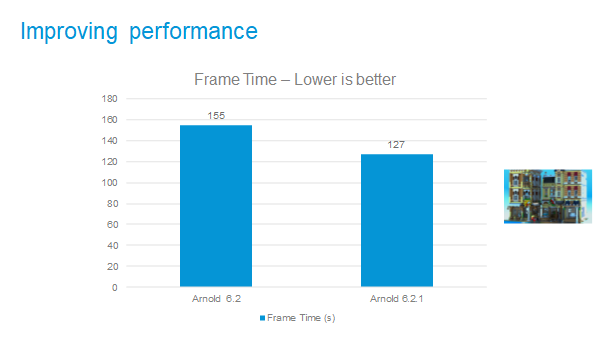 Improving performance
Frame Time – Lower is better
180
160
140
120
100
80
60
40
20
0
155
127
Arnold 6.2
Arnold 6.2.1
Frame Time (s)